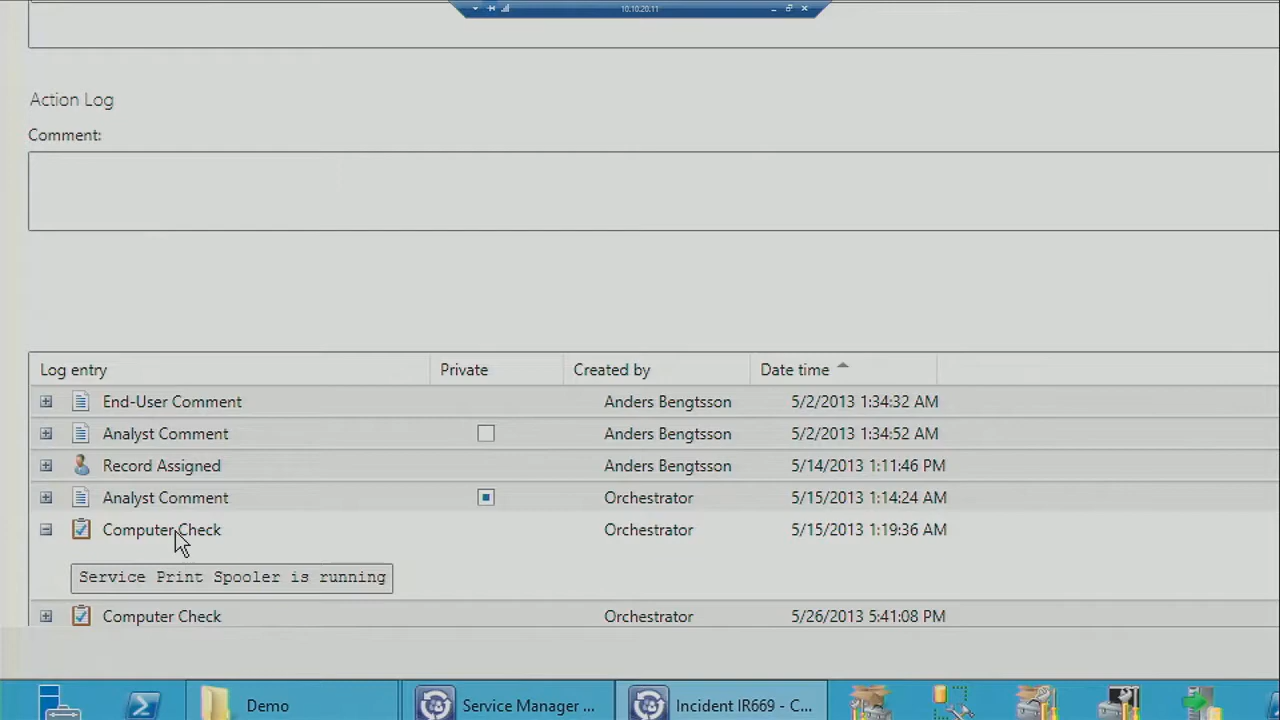 10.10.20.11
Action Log
Comment:
Log entry Private Created by Date time
End-User Comment Anders Bengtsson 5/2/2013 1:34:32 AM
Analyst Comment Anders Bengtsson 5/2/2013 1:34:52 AM
Record Assigned Anders Bengtsson 5/14/2013 1:11:46 PM
Analyst Comment Orchestrator 5/15/2013 1:14:24 AM
Computer Check Orchestrator 5/15/2013 1:19:36 AM
Service Print Spooler is running
Computer Check Orchestrator 5/26/2013 5:41:08 PM
Demo Service Manager ... Incident IR669 - C...